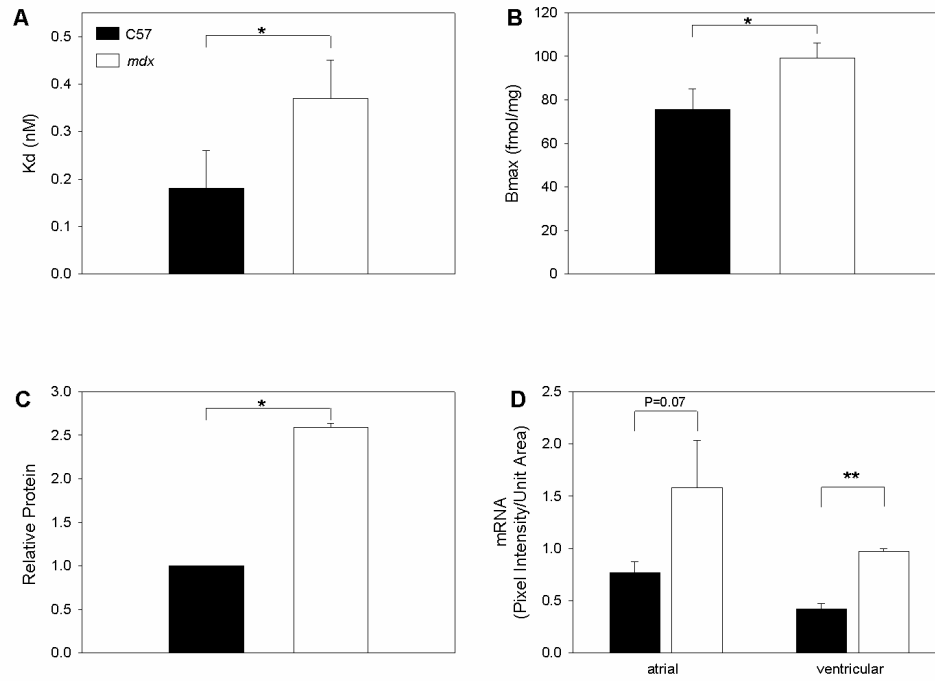 A
C57
mdx
*
0.5
0.4
0.3
0.2
0.1
0.0
Kd (nM)
B
*
120
100
80
60
40
20
0
Bmax (fmol/mg)
C
*
3.0
2.5
2.0
1.5
1.0
0.5
0.0
Relative Protein
D
P=0.07
**
2.5
2.0
1.5
1.0
0.5
0.0
mRNA
(Pixel Intensity/Unit Area)
atrial
ventricular